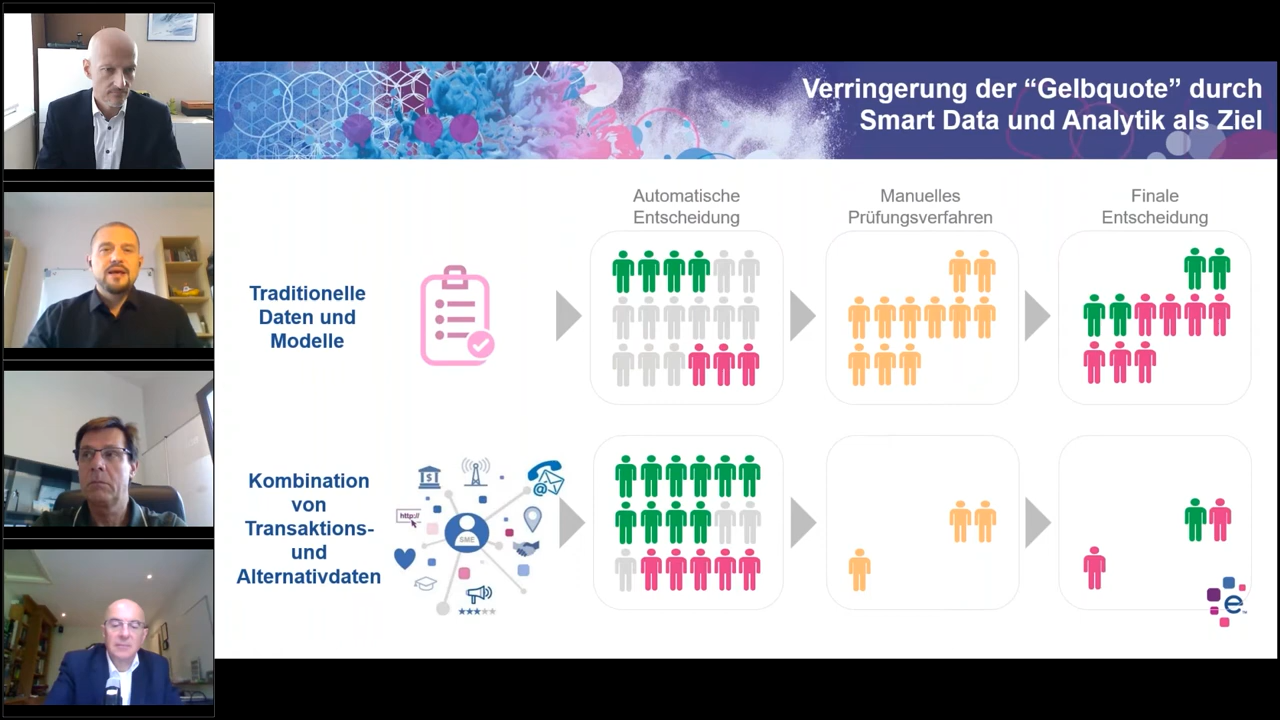 Verringerung der “Gelbquote” durch
Smart Data und Analytik als Ziel
Automatische
Entscheidung
Manuelles
Prüfungsverfahren
Finale
Entscheidung
Traditionelle
Daten und
Modelle
Kombination
von
Transaktions-
und
Alternativdaten
$
@
http://
SME
e